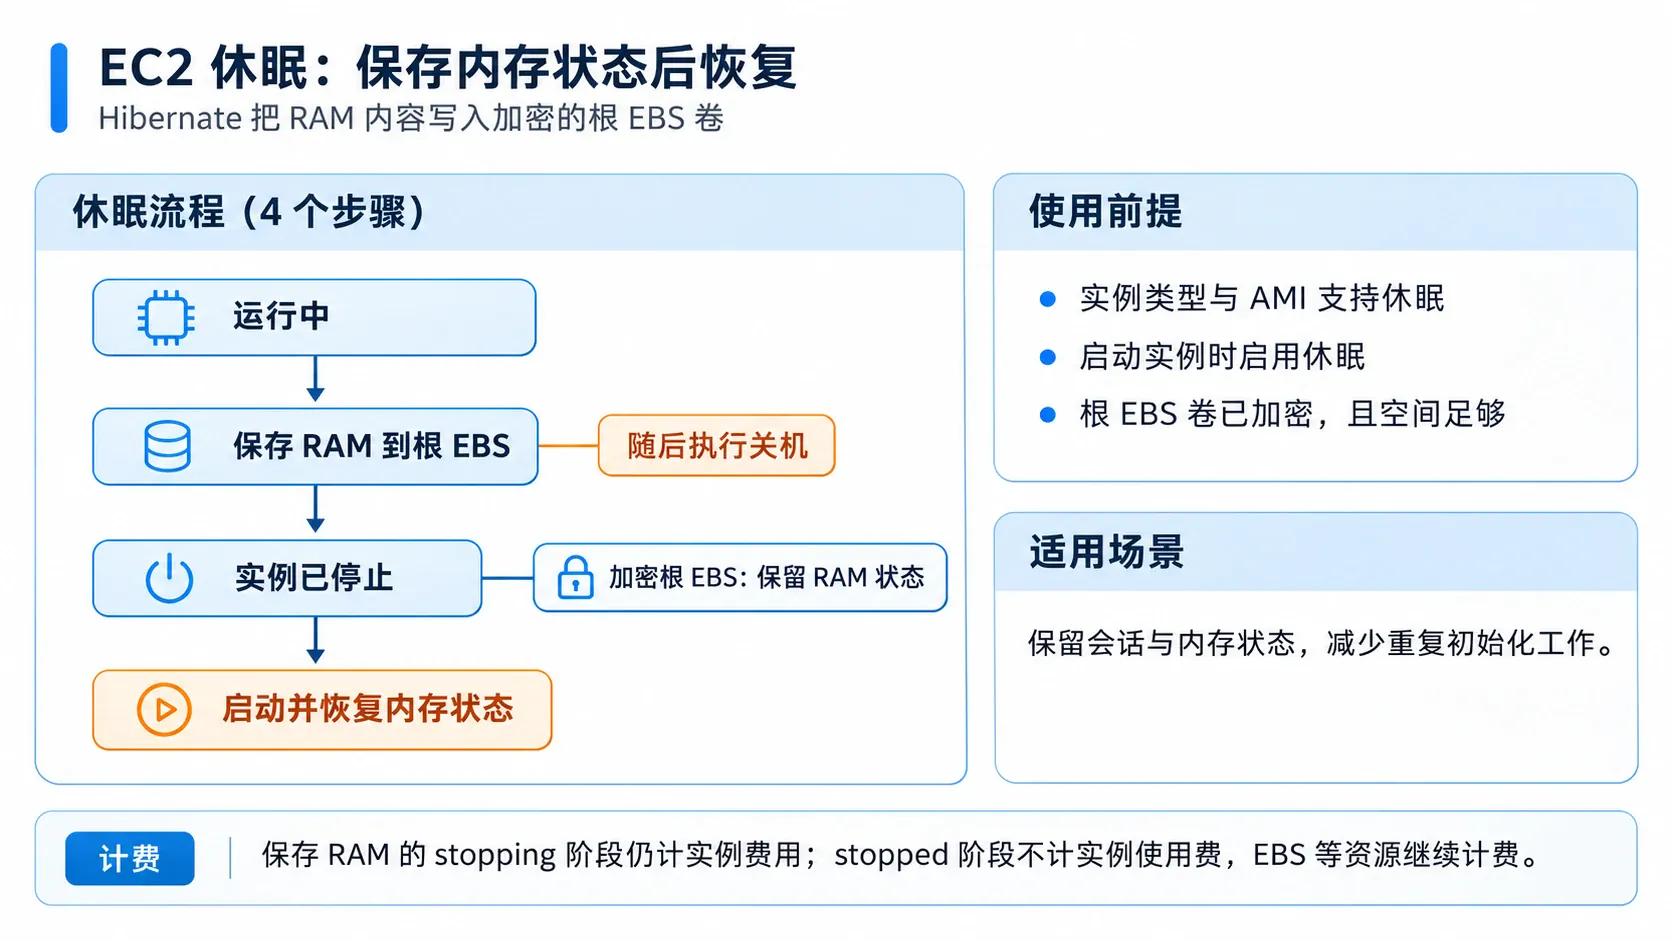 EC2 休眠：保存内存状态后恢复
Hibernate 把 RAM 内容写入加密的根 EBS 卷
休眠流程（4 个步骤）
运行中
保存 RAM 到根 EBS
随后执行关机
实例已停止
加密根 EBS：保留 RAM 状态
启动并恢复内存状态
使用前提
实例类型与 AMI 支持休眠
启动实例时启用休眠
根 EBS 卷已加密，且空间足够
适用场景
保留会话与内存状态，减少重复初始化工作。
计费
保存 RAM 的 stopping 阶段仍计实例费用；stopped 阶段不计实例使用费，EBS 等资源继续计费。